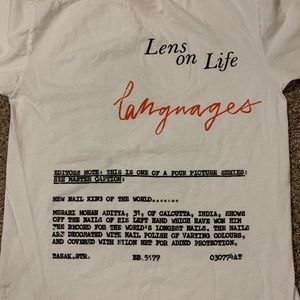 Lens
on Life
languages
EDITORS NOTE: THIS IS ONE OF A FOUR PICTURE SERIES:
SEE MASTER CAPTION:
NEW NAIL KING OF THE WORLD........
MURARI MOHAN ADITYA, 31, OF CALCUTTA, INDIA, SHOWS
OFF THE NAILS OF HIS LEFT HAND WHICH HAVE WON HIM
THE RECORD FOR THE WORLD'S LONGEST NAILS. THE NAILS
ARE DECORATED WITH NAIL POLISH OF VARYING COLOURS,
AND COVERED WITH NYLON NET FOR ADDED PROTECTION.
BASAK,STR. BB.5177 030774AT